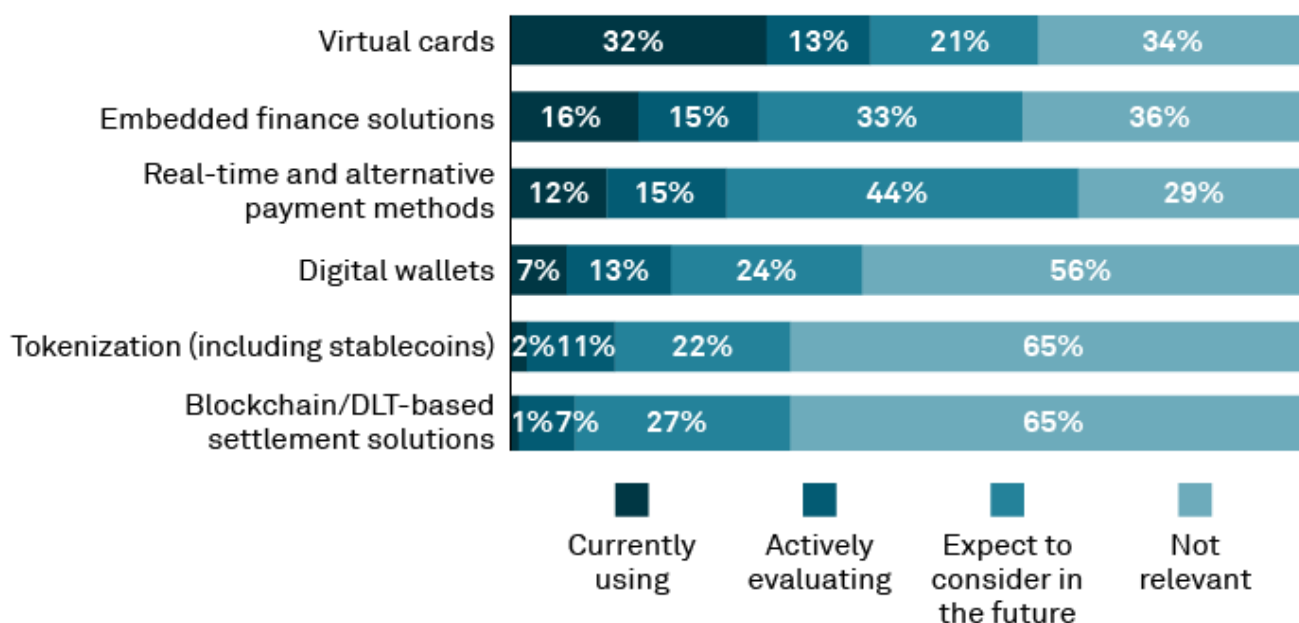 Virtual cards 32% 13% 21% 34%
Embedded finance solutions 16% 15% 33% 36%
Real-time and alternative
payment methods 12% 15% 44% 29%
Digital wallets 7% 13% 24% 56%
Tokenization (including stablecoins) 2% 11% 22% 65%
Blockchain/DLT-based
settlement solutions 1% 7% 27% 65%
Currently
using
Actively
evaluating
Expect to
consider in
the future
Not
relevant